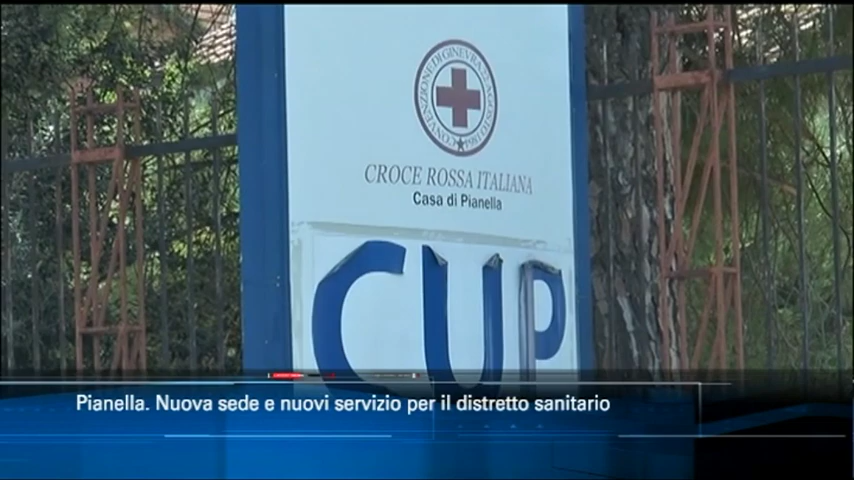 CONVENZIONE DI GINEVRA 22 AGOSTO 1864
CROCE ROSSA ITALIANA
Casa di Pianella
CUP
Pianella. Nuova sede e nuovi servizio per il distretto sanitario